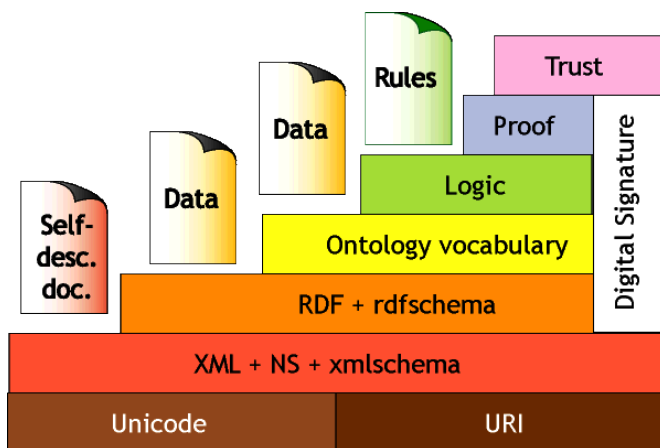 Rules
Trust
Data
Proof
Data
Logic
Self-
desc.
doc.
Ontology vocabulary
Digital Signature
RDF + rdfschema
XML + NS + xmlschema
Unicode
URI